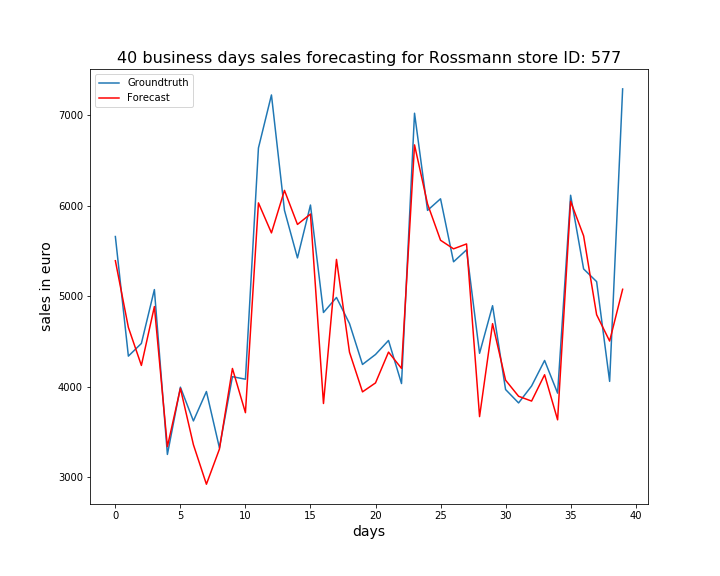 40 business days sales forecasting for Rossmann store ID: 577
Groundtruth
Forecast
7000
6000
5000
4000
3000
sales in euro
0 5 10 15 20 25 30 35 40
days